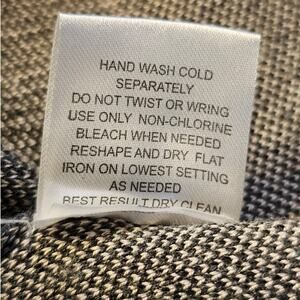 HAND WASH COLD
SEPARATELY
DO NOT TWIST OR WRING
USE ONLY NON-CHLORINE
BLEACH WHEN NEEDED
RESHAPE AND DRY FLAT
IRON ON LOWEST SETTING
AS NEEDED
BEST RESULT DRY CLEAN